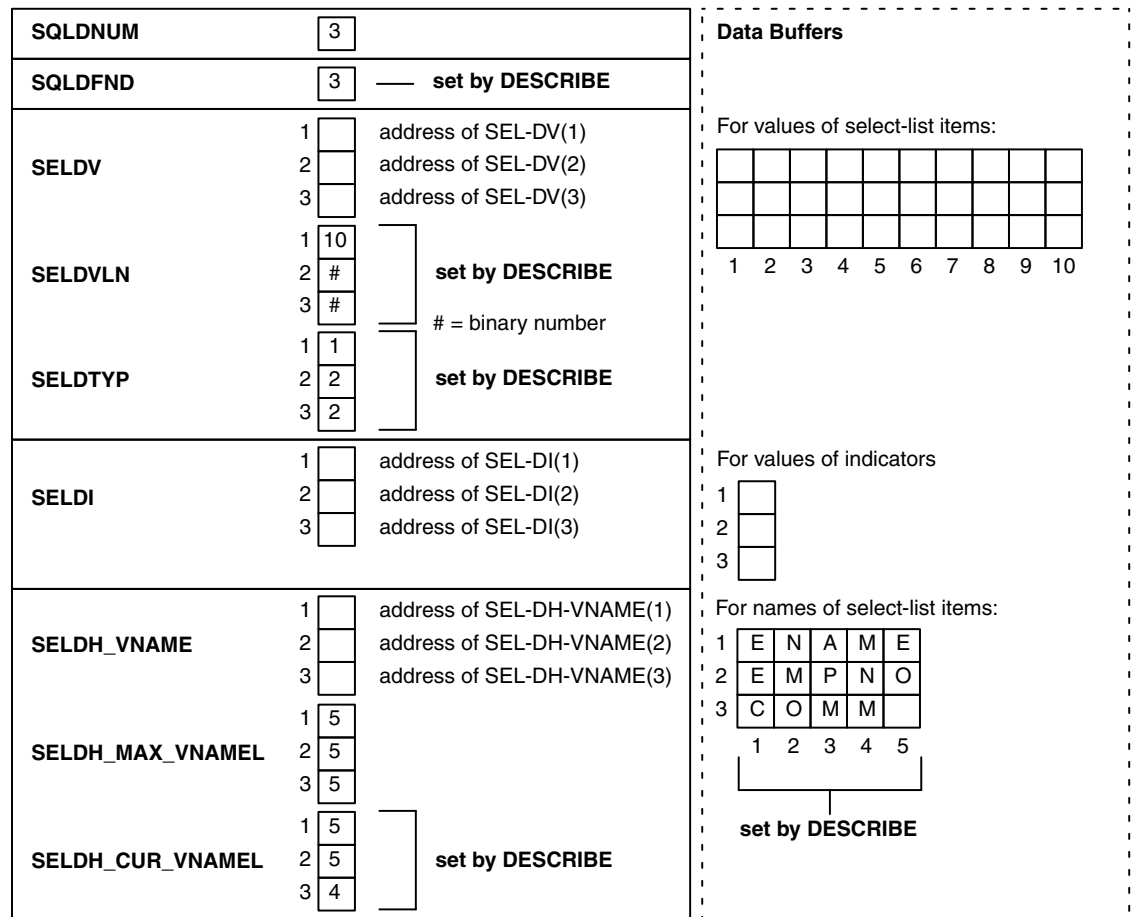 SQLDNUM 3
SQLDFND 3 set by DESCRIBE
SELDV
1 address of SEL-DV(1)
2 address of SEL-DV(2)
3 address of SEL-DV(3)
SELDVLN
1 10
2 # set by DESCRIBE
3 #
# = binary number
SELDTYP
1 1
2 2 set by DESCRIBE
3 2
SELDI
1 address of SEL-DI(1)
2 address of SEL-DI(2)
3 address of SEL-DI(3)
SELDH_VNAME
1 address of SEL-DH-VNAME(1)
2 address of SEL-DH-VNAME(2)
3 address of SEL-DH-VNAME(3)
SELDH_MAX_VNAMEL
1 5
2 5
3 5
SELDH_CUR_VNAMEL
1 5
2 5 set by DESCRIBE
3 4
Data Buffers
For values of select-list items:
1 2 3 4 5 6 7 8 9 10
For values of indicators
1
2
3
For names of select-list items:
1 E N A M E
2 E M P N O
3 C O M M
1 2 3 4 5
set by DESCRIBE